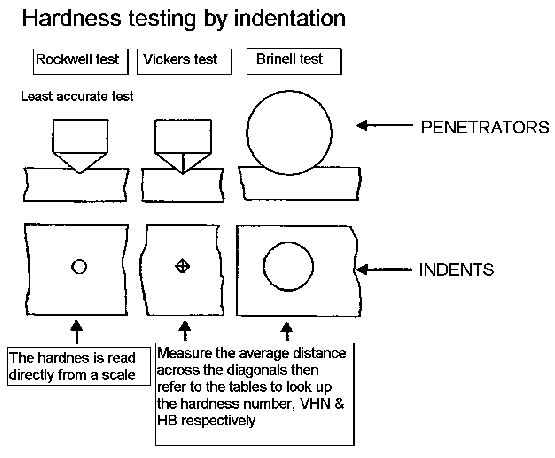 Hardness testing by indentation
Rockwell test
Vickers test
Brinell test
Least accurate test
PENETRATORS
INDENTS
The hardnes is read
directly from a scale
Measure the average distance
across the diagonals then
refer to the tables to look up
the hardness number, VHN &
HB respectively